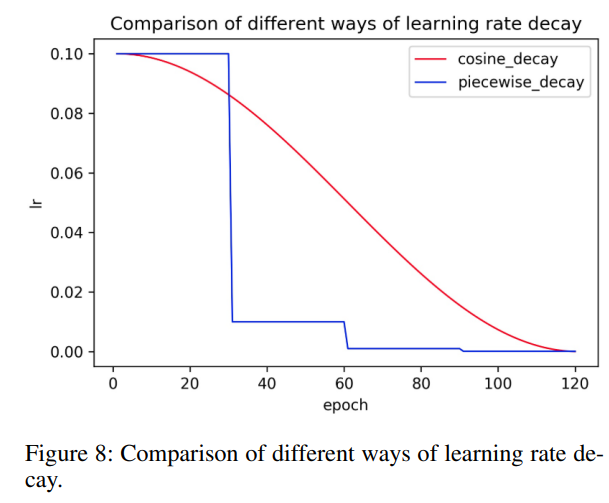 Comparison of different ways of learning rate decay
cosine_decay
piecewise_decay
0.10
0.08
0.06
0.04
0.02
0.00
lr
0 20 40 60 80 100 120
epoch
Figure 8: Comparison of different ways of learning rate de-
cay.